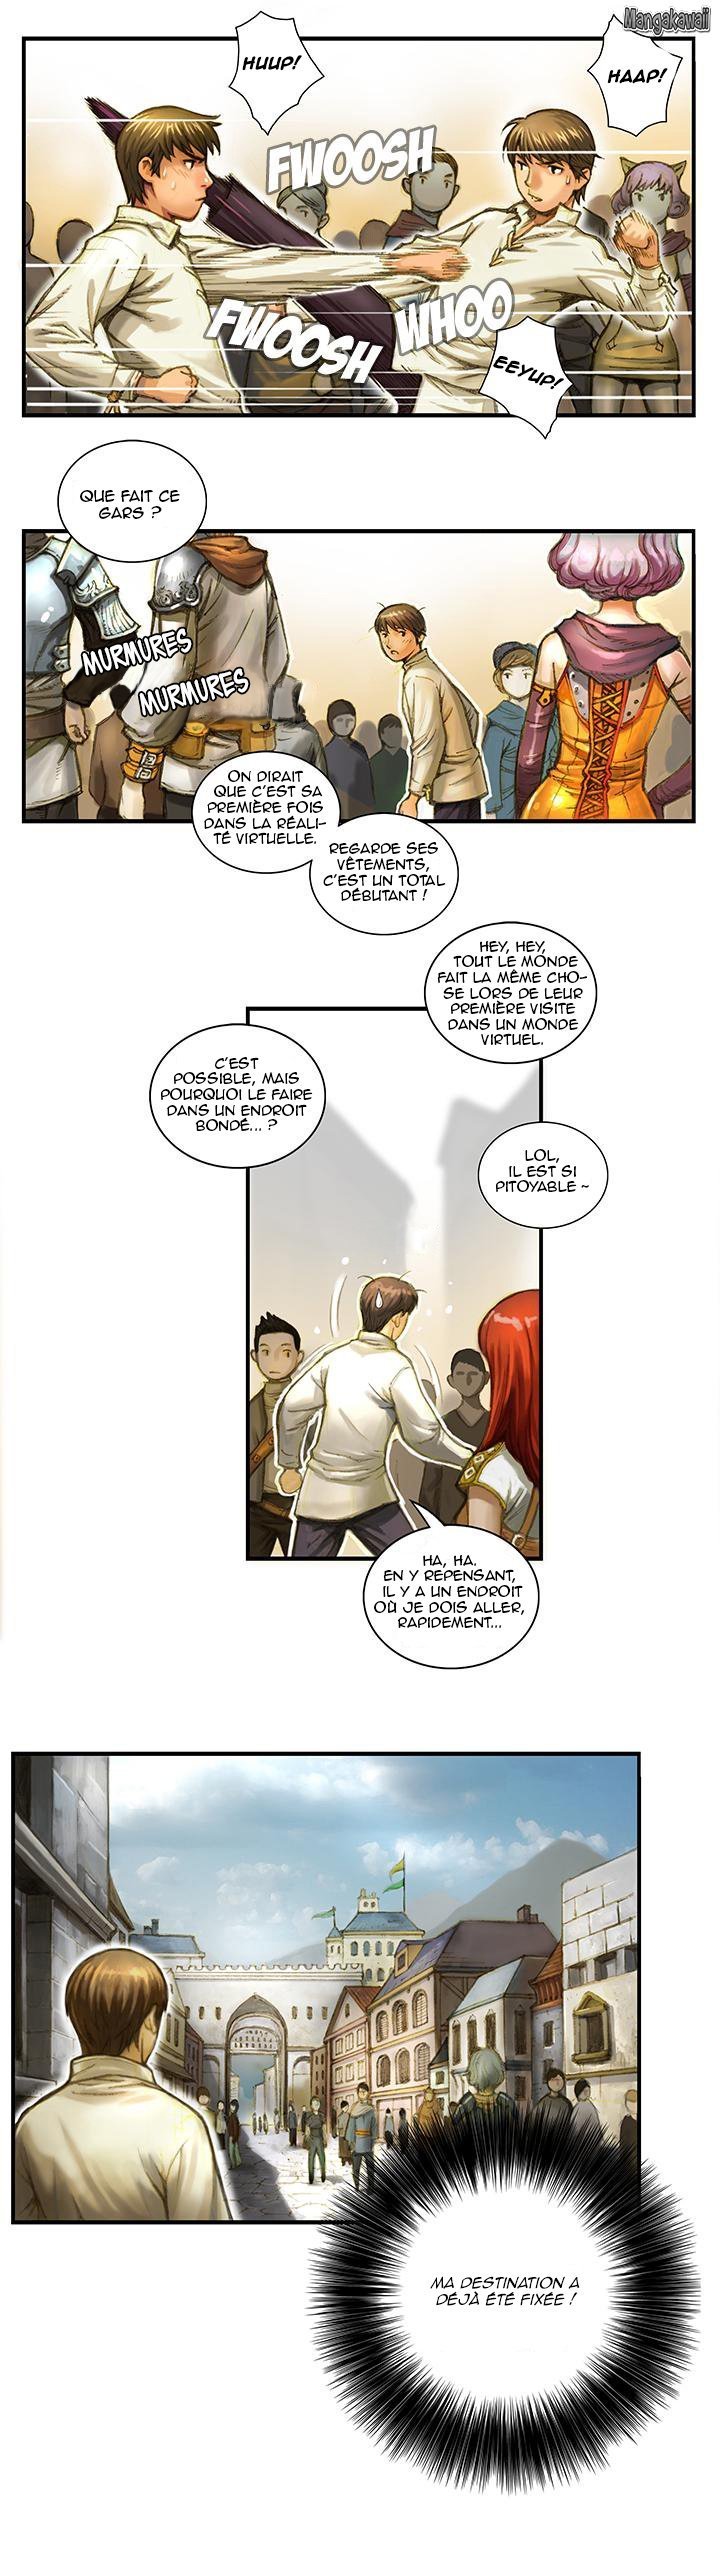 Mangakawaii
HUUP!
HAAP!
FWOOSH
FWOOSH
WHOO
EEYUP!
QUE FAIT CE
GARS ?
MURMURES
MURMURES
ON DIRAIT
QUE C'EST SA
PREMIÈRE FOIS
DANS LA RÉALI-
TÉ VIRTUELLE.
REGARDE SES
VÊTEMENTS,
C'EST UN TOTAL
DÉBUTANT !
HEY, HEY,
TOUT LE MONDE
FAIT LA MÊME CHO-
SE LORS DE LEUR
PREMIÈRE VISITE
DANS UN MONDE
VIRTUEL.
C'EST
POSSIBLE, MAIS
POURQUOI LE FAIRE
DANS UN ENDROIT
BONDÉ... ?
LOL,
IL EST SI
PITOYABLE ~
HA, HA.
EN Y REPENSANT,
IL Y A UN ENDROIT
OÙ JE DOIS ALLER,
RAPIDEMENT...
MA DESTINATION A
DÉJÀ ÉTÉ FIXÉE !